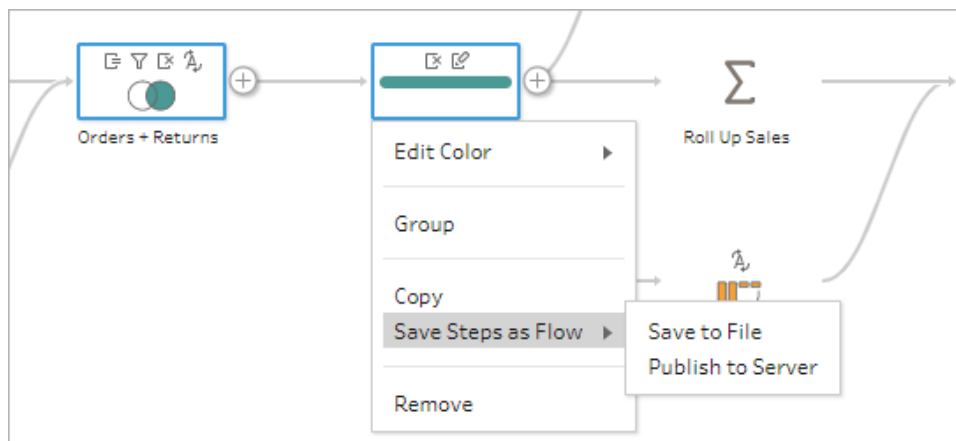 Orders + Returns
Roll Up Sales
Edit Color
Group
Copy
Save Steps as Flow
Save to File
Publish to Server
Remove